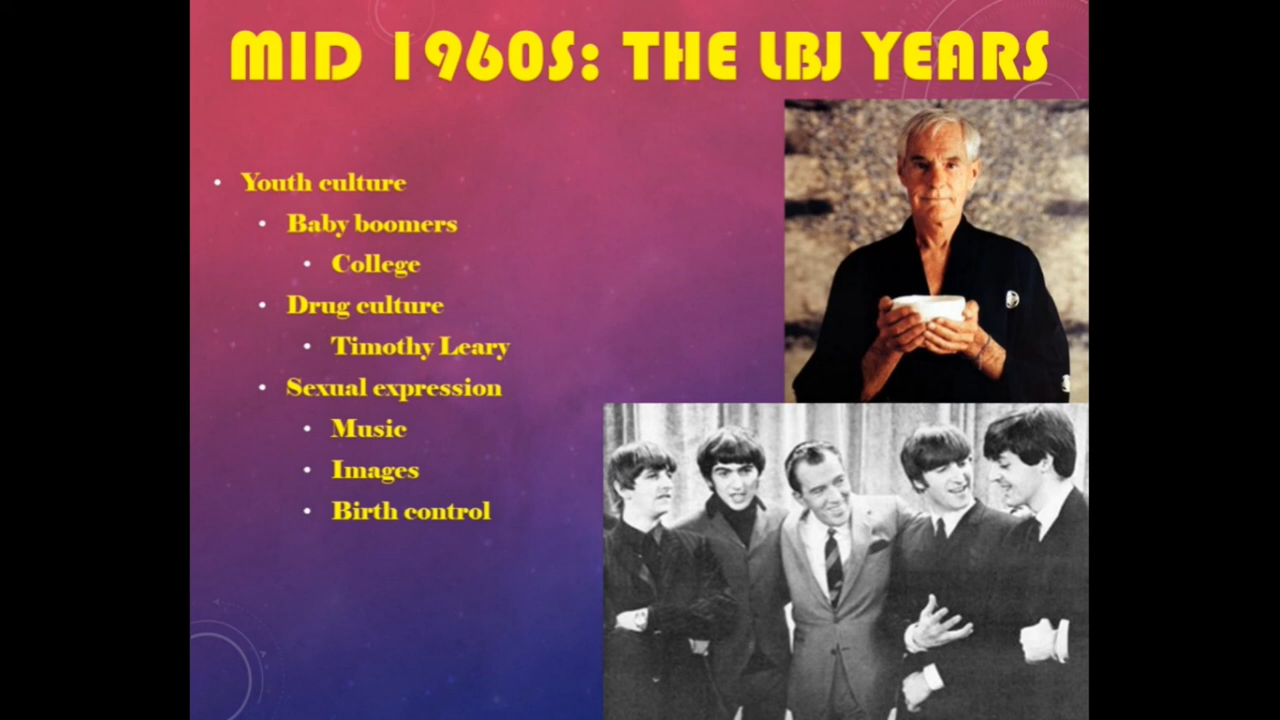 MID 1960S: THE LBJ YEARS
• Youth culture
• Baby boomers
• College
• Drug culture
• Timothy Leary
• Sexual expression
• Music
• Images
• Birth control